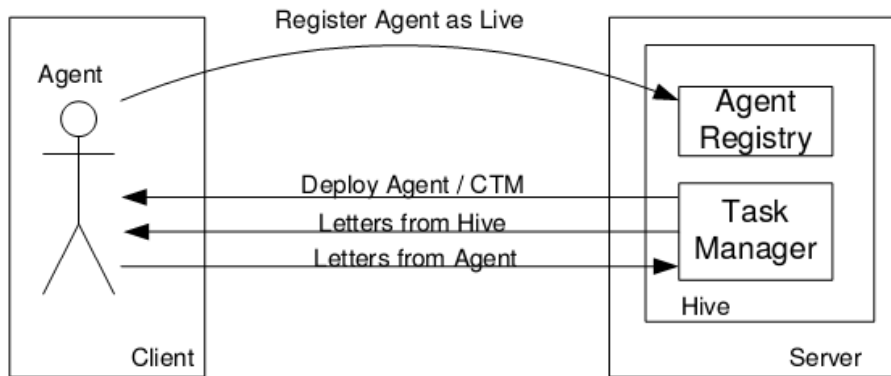 Register Agent as Live
Agent
Agent
Registry
Deploy Agent / CTM
Letters from Hive
Letters from Agent
Task
Manager
Hive
Client
Server